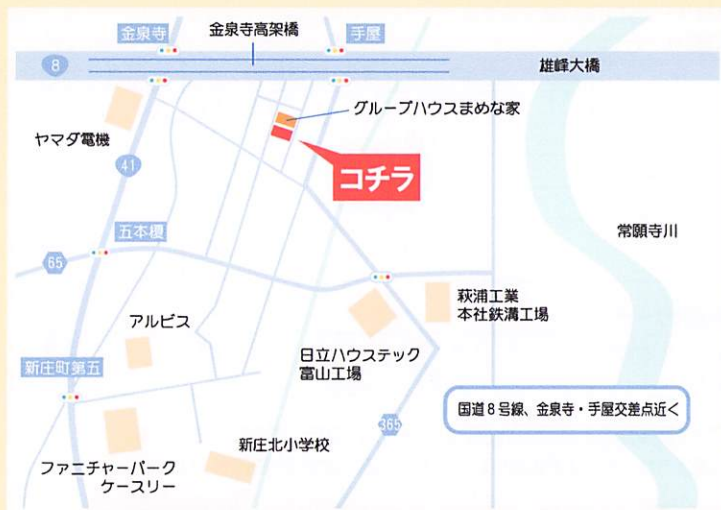 金泉寺
金泉寺高架橋
手屋
8
雄峰大橋
グループハウスまめな家
ヤマダ電機
コチラ
41
五本榎
常願寺川
65
萩浦工業
本社鉄溝工場
アルビス
日立ハウステック
富山工場
新庄町第五
国道8号線、金泉寺・手屋交差点近く
365
新庄北小学校
ファニチャーパーク
ケースリー